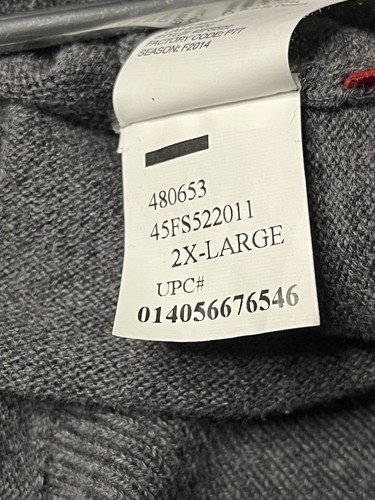 FACTORY CODE: PTT
SEASON: F2014
480653
45FS522011
2X-LARGE
UPC#
014056676546